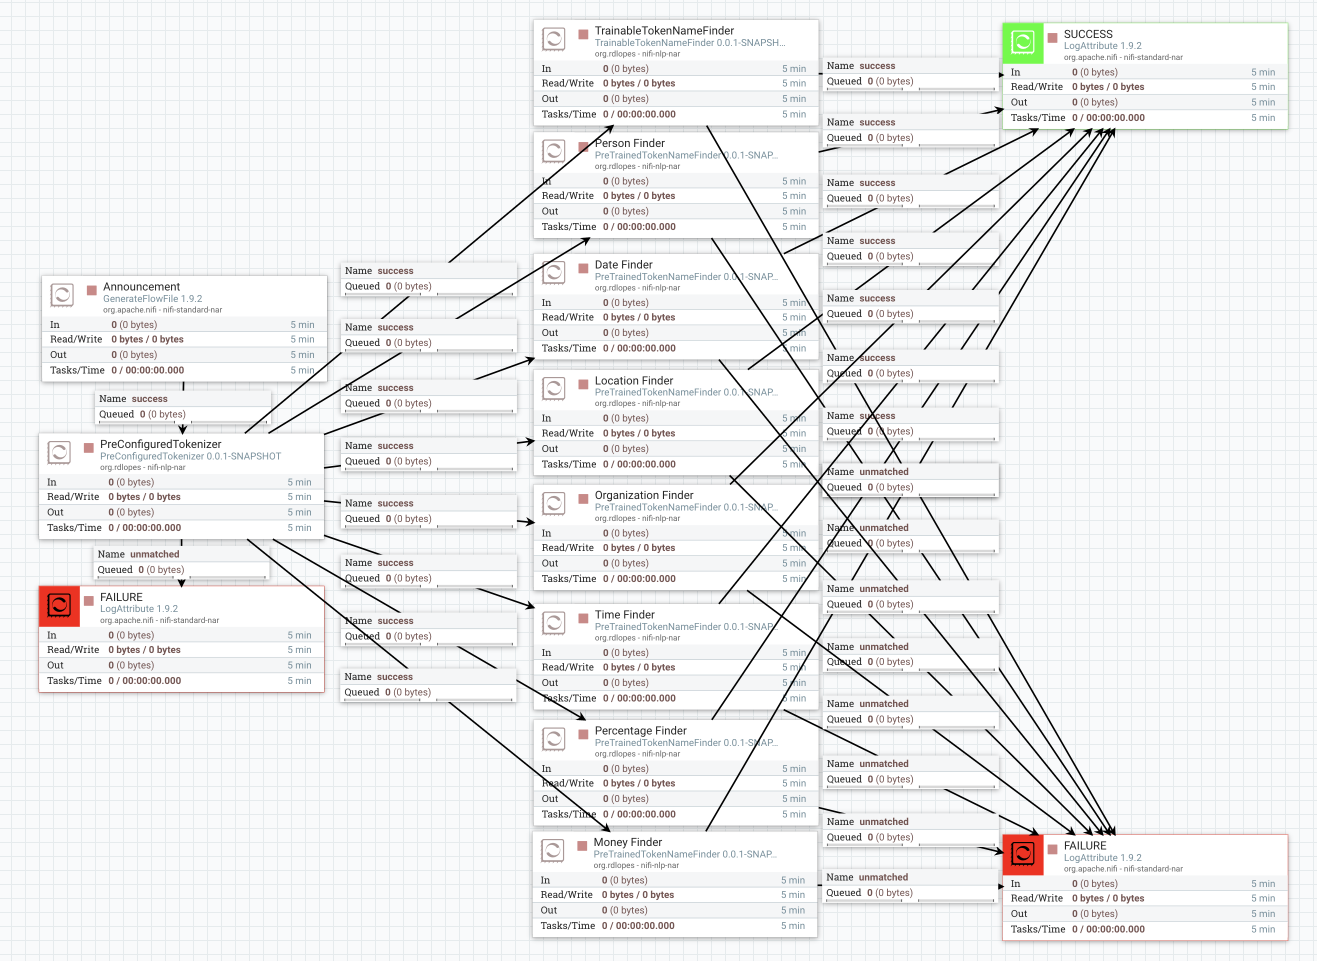 Announcement
GenerateFlowFile 1.9.2
org.apache.nifi - nifi-standard-nar
In 0 (0 bytes) 5 min
Read/Write 0 bytes / 0 bytes 5 min
Out 0 (0 bytes) 5 min
Tasks/Time 0 / 00:00:00.000 5 min
Name success
Queued 0 (0 bytes)
PreConfiguredTokenizer
PreConfiguredTokenizer 0.0.1-SNAPSHOT
org.rdlopes - nifi-nlp-nar
In 0 (0 bytes) 5 min
Read/Write 0 bytes / 0 bytes 5 min
Out 0 (0 bytes) 5 min
Tasks/Time 0 / 00:00:00.000 5 min
Name unmatched
Queued 0 (0 bytes)
FAILURE
LogAttribute 1.9.2
org.apache.nifi - nifi-standard-nar
In 0 (0 bytes) 5 min
Read/Write 0 bytes / 0 bytes 5 min
Out 0 (0 bytes) 5 min
Tasks/Time 0 / 00:00:00.000 5 min
Name success
Queued 0 (0 bytes)
Name success
Queued 0 (0 bytes)
Name success
Queued 0 (0 bytes)
Name success
Queued 0 (0 bytes)
Name success
Queued 0 (0 bytes)
Name success
Queued 0 (0 bytes)
Name success
Queued 0 (0 bytes)
Name success
Queued 0 (0 bytes)
TrainableTokenNameFinder
TrainableTokenNameFinder 0.0.1-SNAPSH...
org.rdlopes - nifi-nlp-nar
In 0 (0 bytes) 5 min
Read/Write 0 bytes / 0 bytes 5 min
Out 0 (0 bytes) 5 min
Tasks/Time 0 / 00:00:00.000 5 min
Person Finder
PreTrainedTokenNameFinder 0.0.1-SNAP...
org.rdlopes - nifi-nlp-nar
In 0 (0 bytes) 5 min
Read/Write 0 bytes / 0 bytes 5 min
Out 0 (0 bytes) 5 min
Tasks/Time 0 / 00:00:00.000 5 min
Date Finder
PreTrainedTokenNameFinder 0.0.1-SNAP...
org.rdlopes - nifi-nlp-nar
In 0 (0 bytes) 5 min
Read/Write 0 bytes / 0 bytes 5 min
Out 0 (0 bytes) 5 min
Tasks/Time 0 / 00:00:00.000 5 min
Location Finder
PreTrainedTokenNameFinder 0.0.1-SNAP...
org.rdlopes - nifi-nlp-nar
In 0 (0 bytes) 5 min
Read/Write 0 bytes / 0 bytes 5 min
Out 0 (0 bytes) 5 min
Tasks/Time 0 / 00:00:00.000 5 min
Organization Finder
PreTrainedTokenNameFinder 0.0.1-SNAP...
org.rdlopes - nifi-nlp-nar
In 0 (0 bytes) 5 min
Read/Write 0 bytes / 0 bytes 5 min
Out 0 (0 bytes) 5 min
Tasks/Time 0 / 00:00:00.000 5 min
Time Finder
PreTrainedTokenNameFinder 0.0.1-SNAP...
org.rdlopes - nifi-nlp-nar
In 0 (0 bytes) 5 min
Read/Write 0 bytes / 0 bytes 5 min
Out 0 (0 bytes) 5 min
Tasks/Time 0 / 00:00:00.000 5 min
Percentage Finder
PreTrainedTokenNameFinder 0.0.1-SNAP...
org.rdlopes - nifi-nlp-nar
In 0 (0 bytes) 5 min
Read/Write 0 bytes / 0 bytes 5 min
Out 0 (0 bytes) 5 min
Tasks/Time 0 / 00:00:00.000 5 min
Money Finder
PreTrainedTokenNameFinder 0.0.1-SNAP...
org.rdlopes - nifi-nlp-nar
In 0 (0 bytes) 5 min
Read/Write 0 bytes / 0 bytes 5 min
Out 0 (0 bytes) 5 min
Tasks/Time 0 / 00:00:00.000 5 min
Name success
Queued 0 (0 bytes)
Name success
Queued 0 (0 bytes)
Name success
Queued 0 (0 bytes)
Name success
Queued 0 (0 bytes)
Name success
Queued 0 (0 bytes)
Name success
Queued 0 (0 bytes)
Name success
Queued 0 (0 bytes)
Name unmatched
Queued 0 (0 bytes)
Name unmatched
Queued 0 (0 bytes)
Name unmatched
Queued 0 (0 bytes)
Name unmatched
Queued 0 (0 bytes)
Name unmatched
Queued 0 (0 bytes)
Name unmatched
Queued 0 (0 bytes)
Name unmatched
Queued 0 (0 bytes)
Name unmatched
Queued 0 (0 bytes)
SUCCESS
LogAttribute 1.9.2
org.apache.nifi - nifi-standard-nar
In 0 (0 bytes) 5 min
Read/Write 0 bytes / 0 bytes 5 min
Out 0 (0 bytes) 5 min
Tasks/Time 0 / 00:00:00.000 5 min
FAILURE
LogAttribute 1.9.2
org.apache.nifi - nifi-standard-nar
In 0 (0 bytes) 5 min
Read/Write 0 bytes / 0 bytes 5 min
Out 0 (0 bytes) 5 min
Tasks/Time 0 / 00:00:00.000 5 min